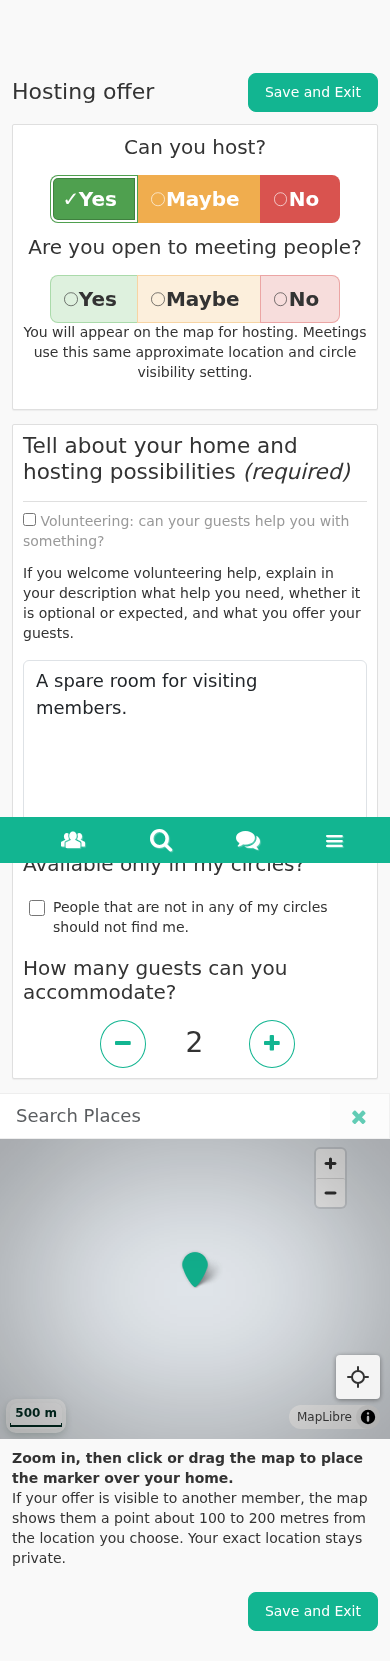 Hosting offer
Save and Exit
Can you host?
✓Yes
Maybe
No
Are you open to meeting people?
Yes
Maybe
No
You will appear on the map for hosting. Meetings
use this same approximate location and circle
visibility setting.
Tell about your home and
hosting possibilities (required)
Volunteering: can your guests help you with
something?
If you welcome volunteering help, explain in
your description what help you need, whether it
is optional or expected, and what you offer your
guests.
A spare room for visiting
members.
Available only in my circles?
People that are not in any of my circles
should not find me.
How many guests can you
accommodate?
2
Search Places
500 m
MapLibre
Zoom in, then click or drag the map to place
the marker over your home.
If your offer is visible to another member, the map
shows them a point about 100 to 200 metres from
the location you choose. Your exact location stays
private.
Save and Exit